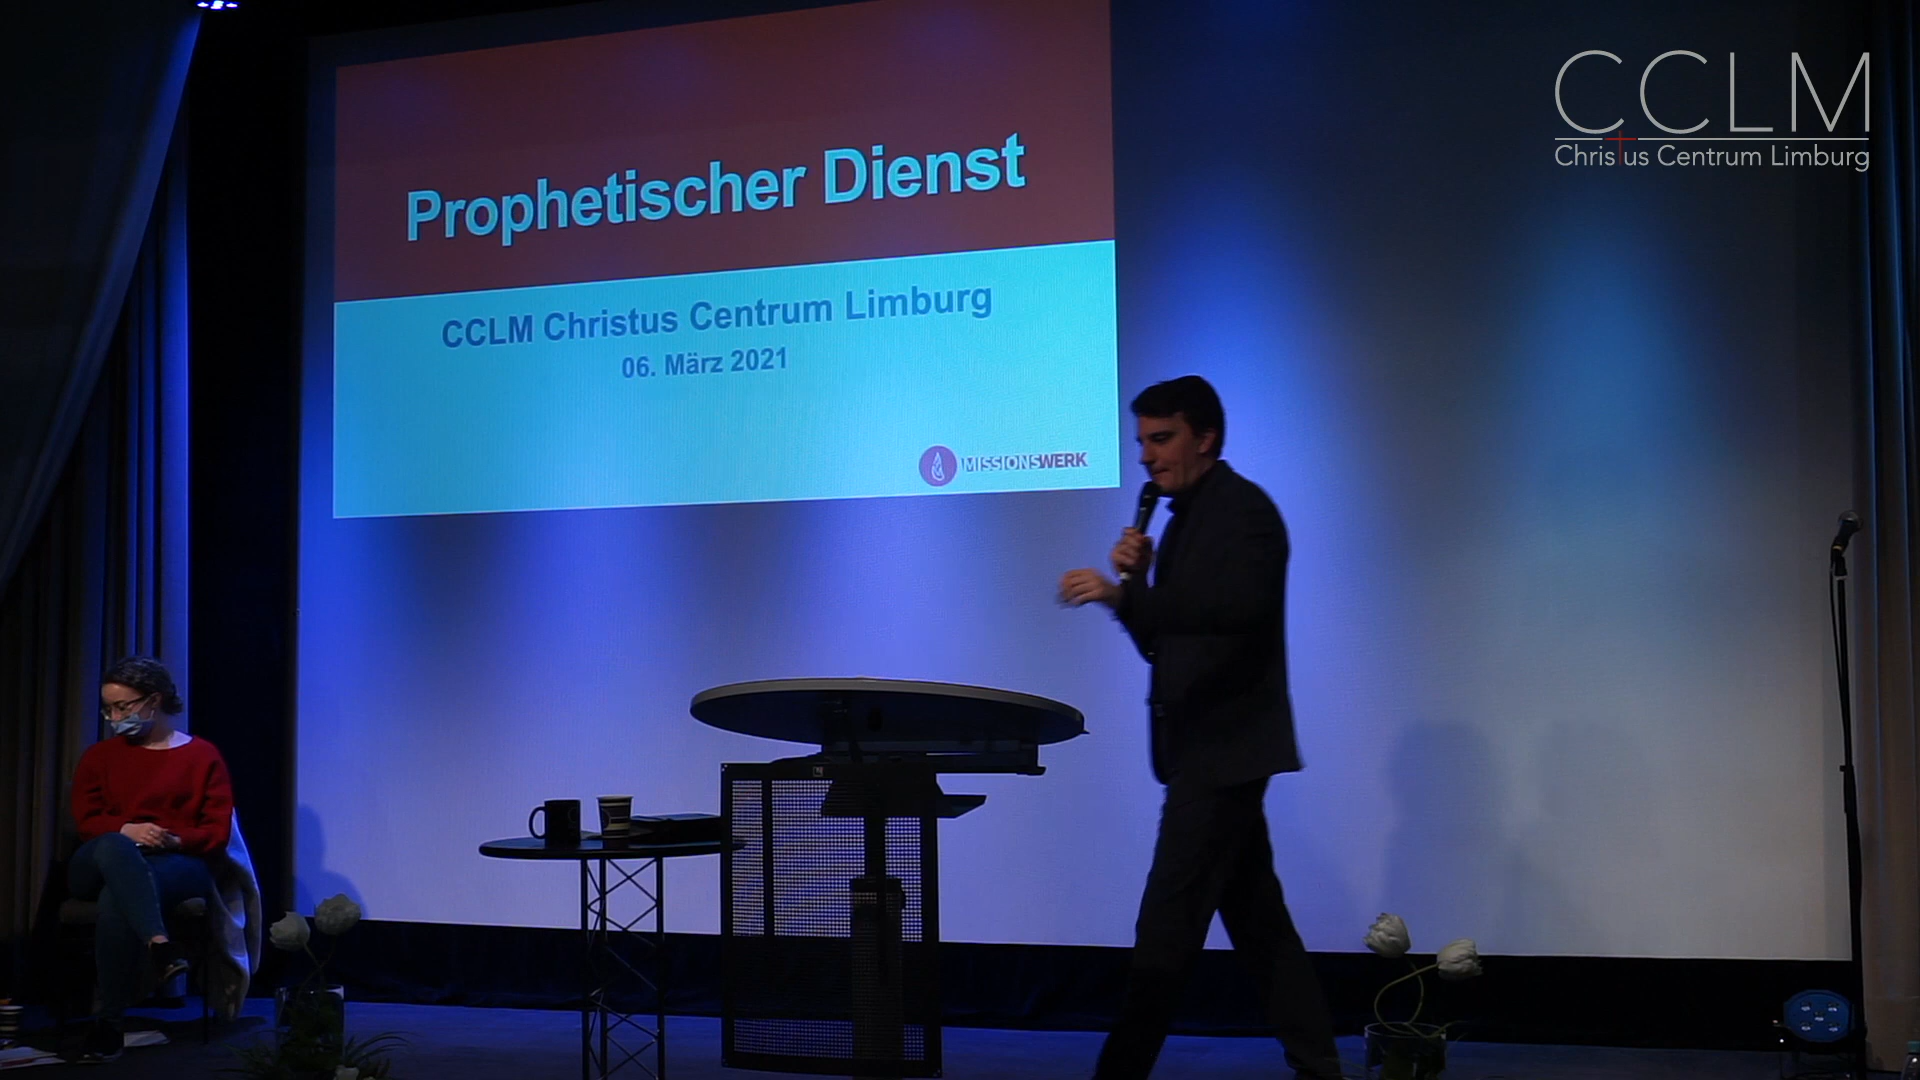 Prophetischer Dienst
CCLM Christus Centrum Limburg
06. März 2021
MISSIONSWERK
CCLM
Christus Centrum Limburg